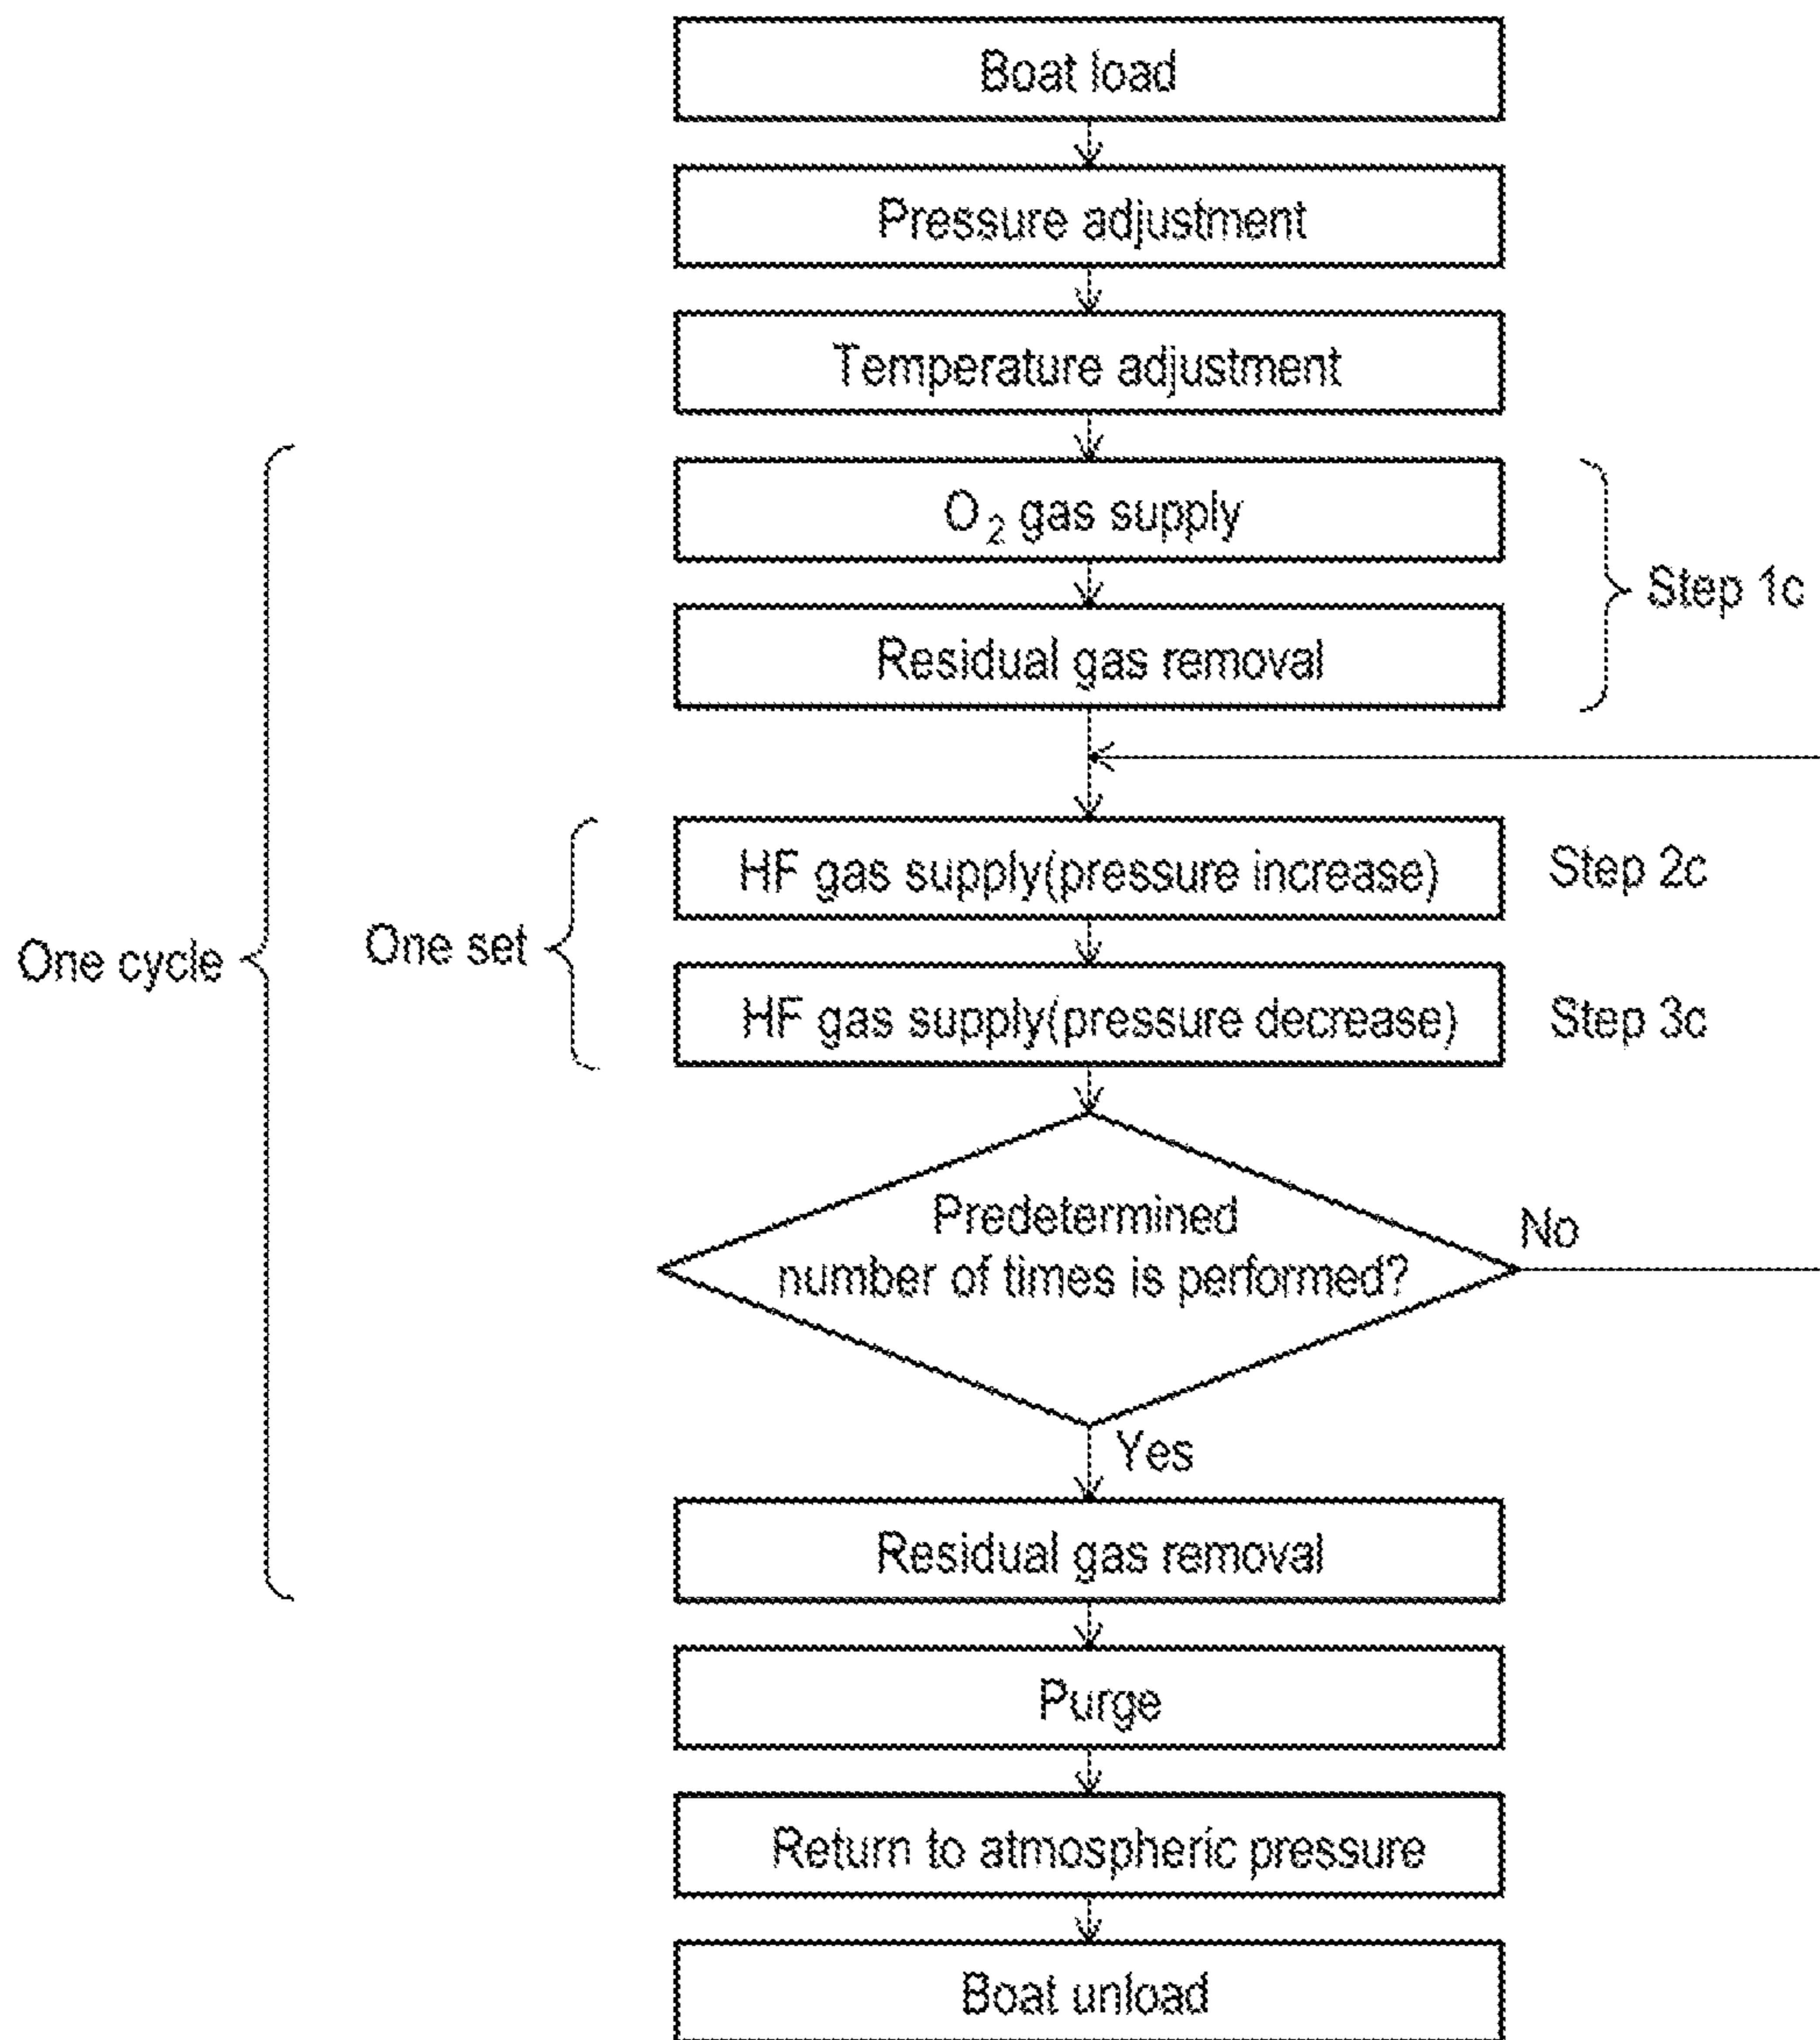 Boat load
Pressure adjustment
Temperature adjustment
O₂ gas supply
Step 1c
Residual gas removal
HF gas supply(pressure increase)
Step 2c
One cycle
One set
HF gas supply(pressure decrease)
Step 3c
Predetermined
number of times is performed?
No
Yes
Residual gas removal
Purge
Return to atmospheric pressure
Boat unload